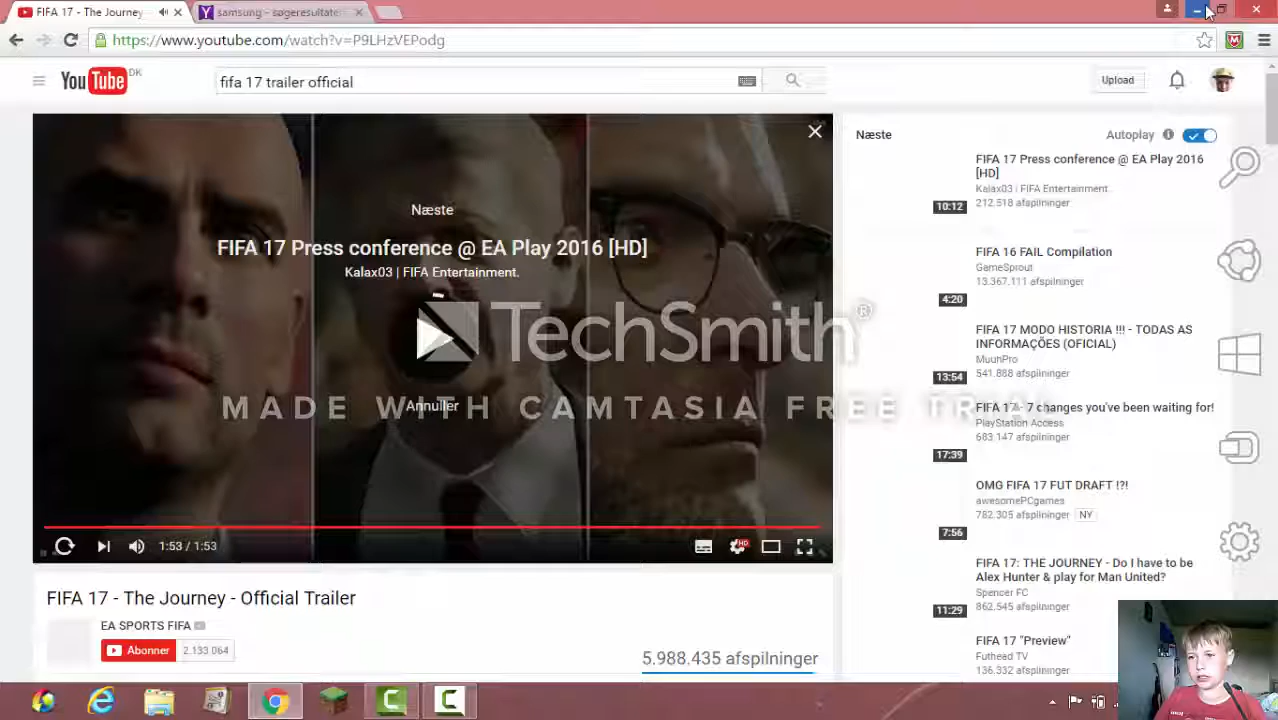 FIFA 17 - The Journey
samsung - søgeresultater
https://www.youtube.com/watch?v=P9LHzVEPodg
YouTube DK
fifa 17 trailer official
Upload
Næste
FIFA 17 Press conference @ EA Play 2016 [HD]
Kalax03 | FIFA Entertainment.
TechSmith®
Annuller
MADE WITH CAMTASIA FREE TRIAL
1:53 / 1:53
HD
FIFA 17 - The Journey - Official Trailer
EA SPORTS FIFA
Abonner 2.133.064
5.988.435 afspilninger
Næste
Autoplay
FIFA 17 Press conference @ EA Play 2016
[HD]
Kalax03 | FIFA Entertainment.
212.518 afspilninger
10:12
FIFA 16 FAIL Compilation
GameSprout
13.367.111 afspilninger
4:20
FIFA 17 MODO HISTORIA !!! - TODAS AS
INFORMAÇÕES (OFICIAL)
MuunPro
541.888 afspilninger
13:54
FIFA 17 - 7 changes you've been waiting for!
PlayStation Access
683.147 afspilninger
17:39
OMG FIFA 17 FUT DRAFT !?!
awesomePCgames
782.305 afspilninger NY
7:56
FIFA 17: THE JOURNEY - Do I have to be
Alex Hunter & play for Man United?
Spencer FC
862.545 afspilninger
11:29
FIFA 17 "Preview"
Futhead TV
136.332 afspilninger